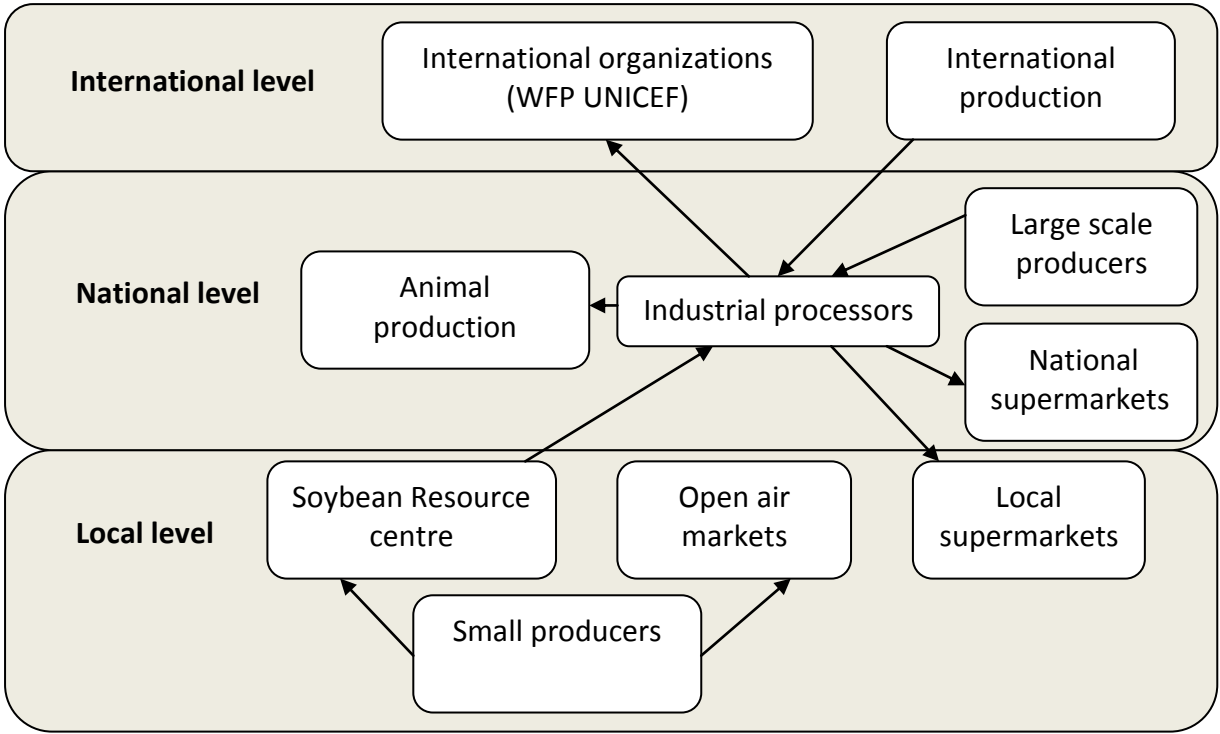 International level
International organizations
(WFP UNICEF)
International
production
National level
Animal
production
Industrial processors
Large scale
producers
National
supermarkets
Local level
Soybean Resource
centre
Open air
markets
Local
supermarkets
Small producers